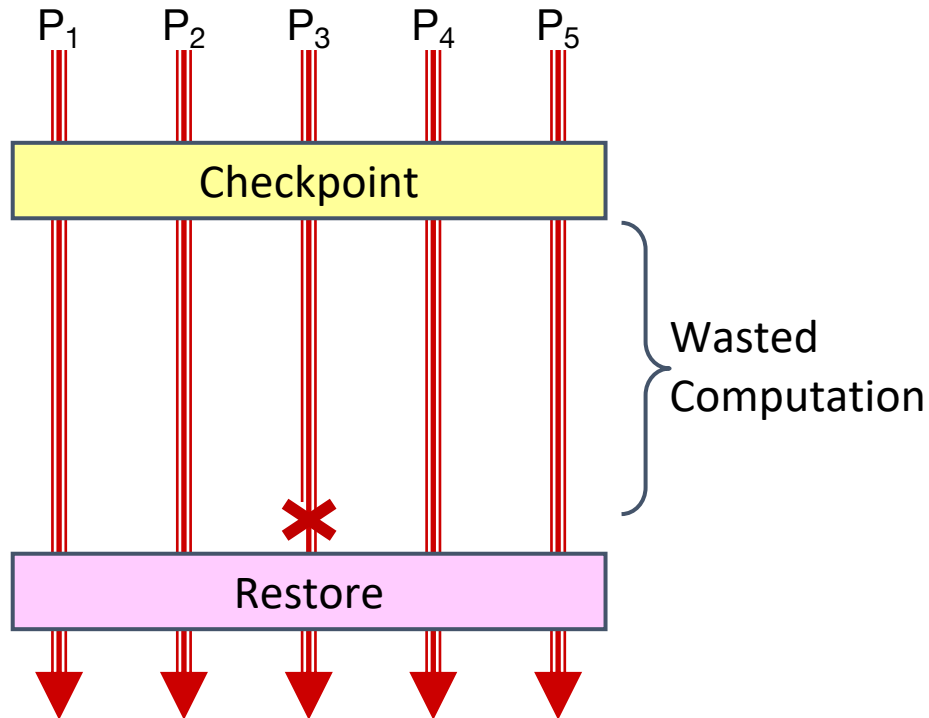 P₁ P₂ P₃ P₄ P₅
Checkpoint
Wasted
Computation
Restore